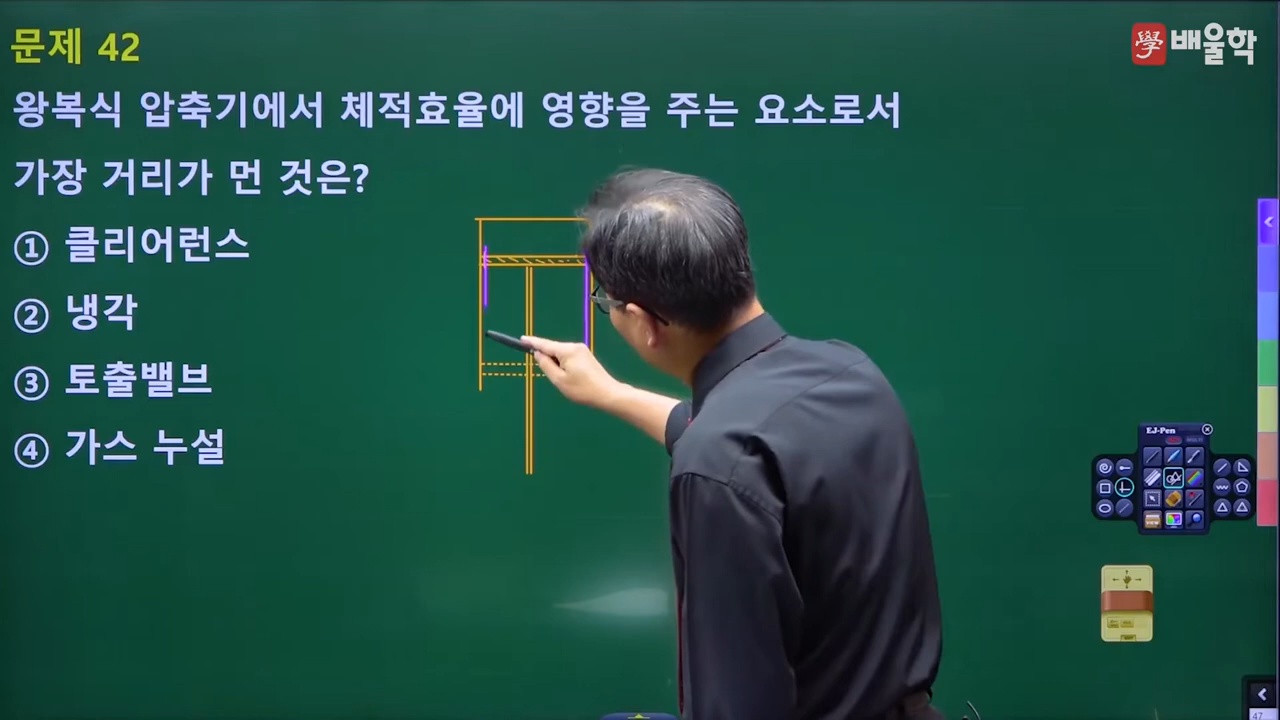 문제 42
學 배울학
왕복식 압축기에서 체적효율에 영향을 주는 요소로서
가장 거리가 먼 것은?
① 클리어런스
② 냉각
③ 토출밸브
④ 가스 누설
EJ-Pen
47